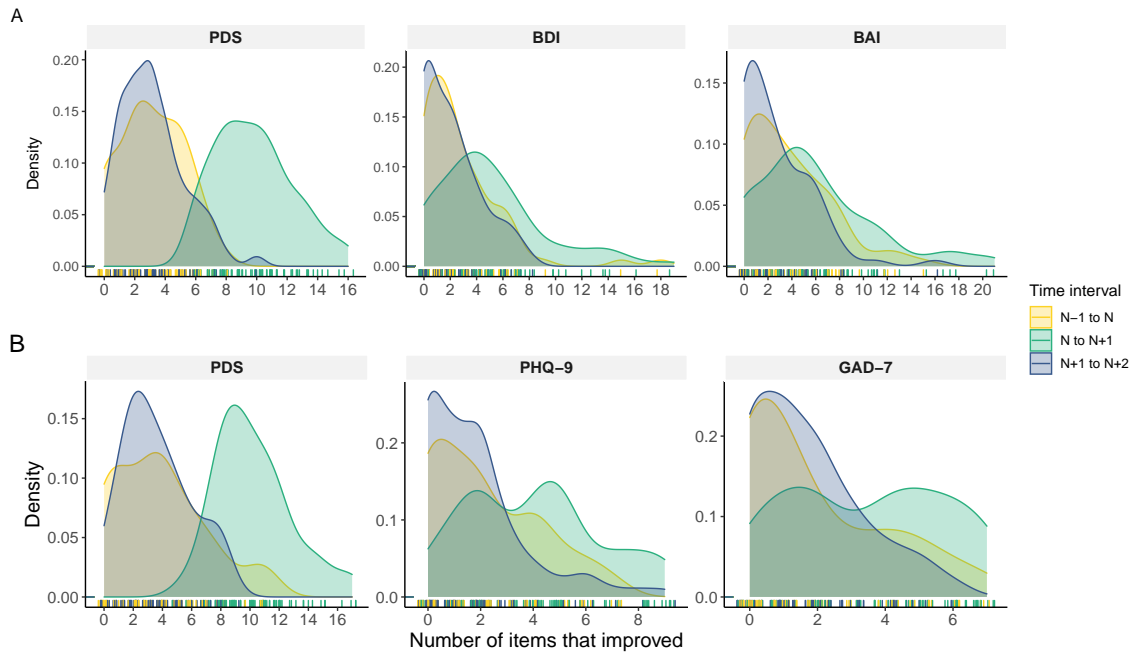 A
PDS
BDI
BAI
Density
0.20
0.15
0.10
0.05
0.00
0 2 4 6 8 10 12 14 16
0.20
0.15
0.10
0.05
0.00
0 2 4 6 8 10 12 14 16 18
0.15
0.10
0.05
0.00
0 2 4 6 8 10 12 14 16 18 20
Time interval
N−1 to N
N to N+1
N+1 to N+2
B
PDS
PHQ−9
GAD−7
Density
0.15
0.10
0.05
0.00
0 2 4 6 8 10 12 14 16
0.2
0.1
0.0
0 2 4 6 8
0.2
0.1
0.0
0 2 4 6
Number of items that improved